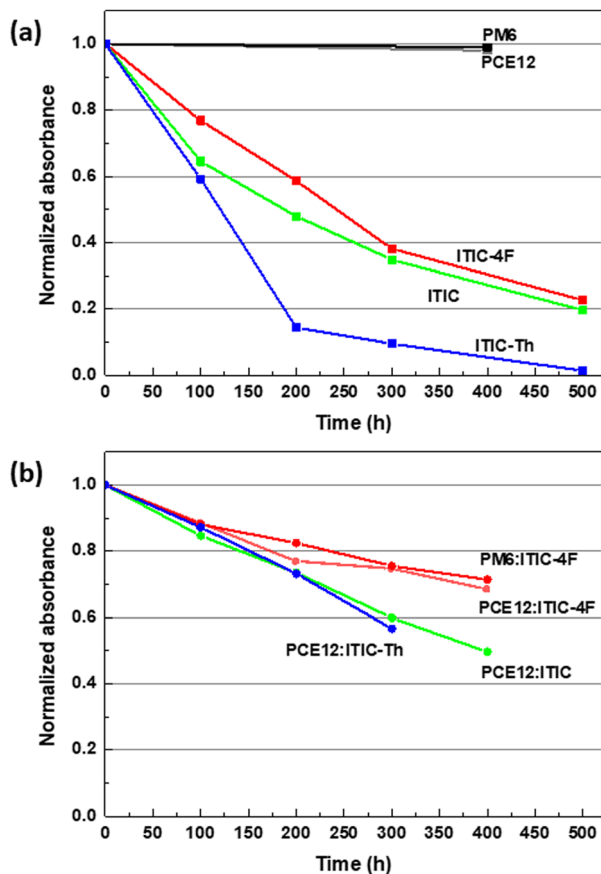 (a)
Normalized absorbance
1.0
0.8
0.6
0.4
0.2
0.0
PM6
PCE12
ITIC-4F
ITIC
ITIC-Th
0 50 100 150 200 250 300 350 400 450 500
Time (h)
(b)
Normalized absorbance
1.0
0.8
0.6
0.4
0.2
0.0
PM6:ITIC-4F
PCE12:ITIC-4F
PCE12:ITIC-Th
PCE12:ITIC
0 50 100 150 200 250 300 350 400 450 500
Time (h)